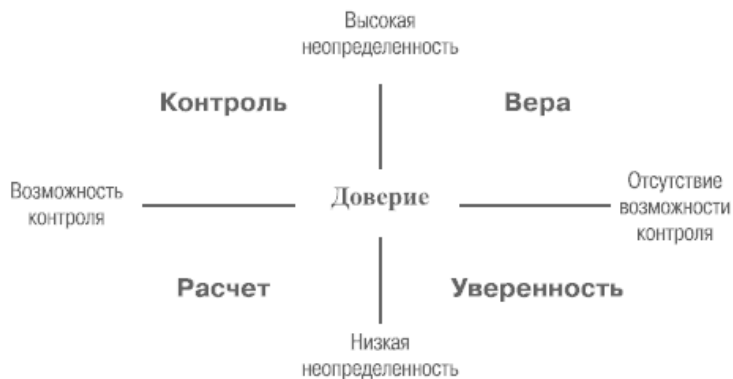 Высокая
неопределенность
Контроль
Вера
Возможность
контроля
Доверие
Отсутствие
возможности
контроля
Расчет
Уверенность
Низкая
неопределенность